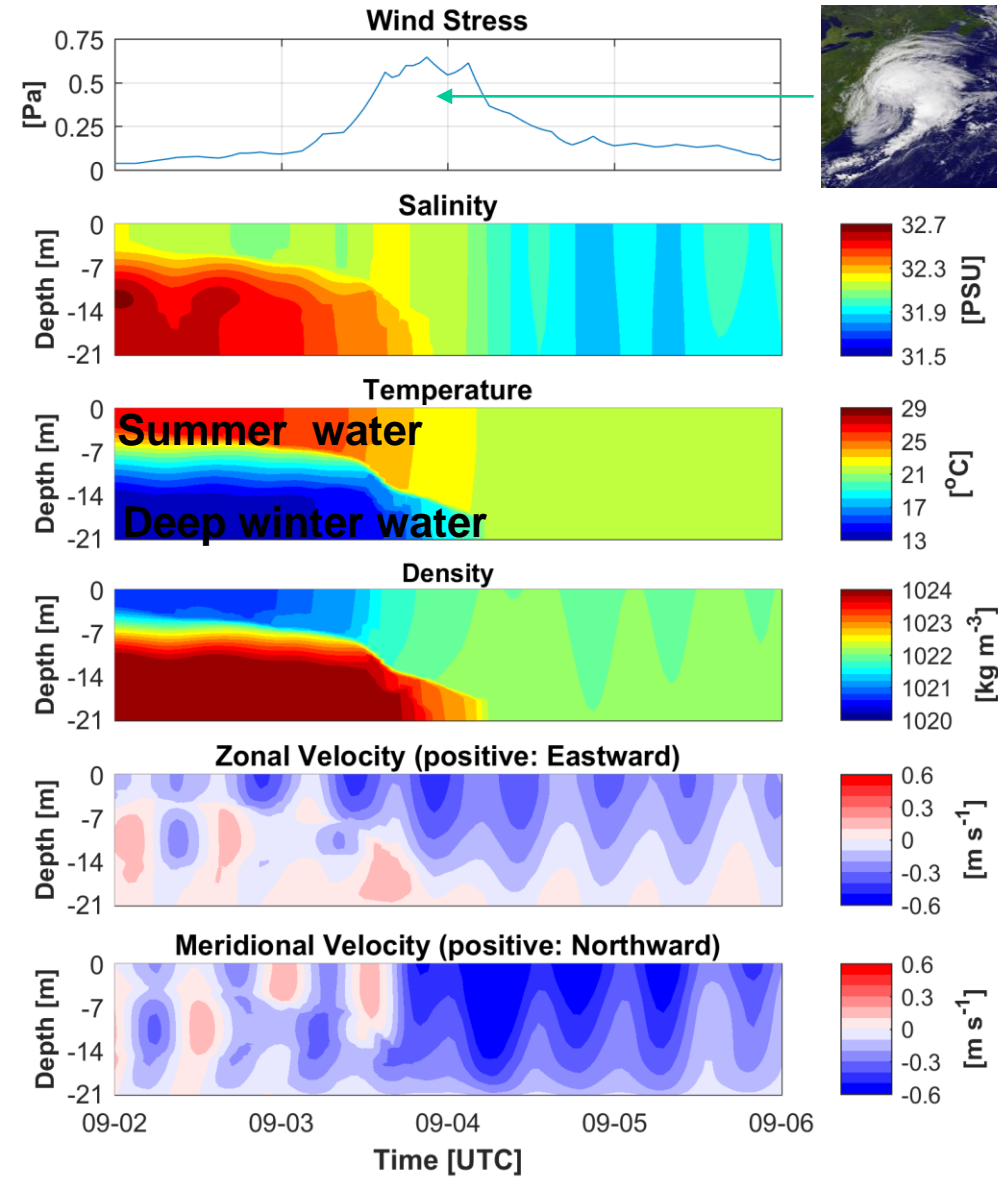 Wind Stress
0.75
0.5
0.25
0
[Pa]
Salinity
0
-7
-14
-21
Depth [m]
32.7
32.3
31.9
31.5
[PSU]
Temperature
0
-7
-14
-21
Depth [m]
Summer water
Deep winter water
29
25
21
17
13
[°C]
Density
0
-7
-14
-21
Depth [m]
1024
1023
1022
1021
1020
[kg m⁻³]
Zonal Velocity (positive: Eastward)
0
-7
-14
-21
Depth [m]
0.6
0.3
0
-0.3
-0.6
[m s⁻¹]
Meridional Velocity (positive: Northward)
0
-7
-14
-21
Depth [m]
0.6
0.3
0
-0.3
-0.6
[m s⁻¹]
09-02 09-03 09-04 09-05 09-06
Time [UTC]